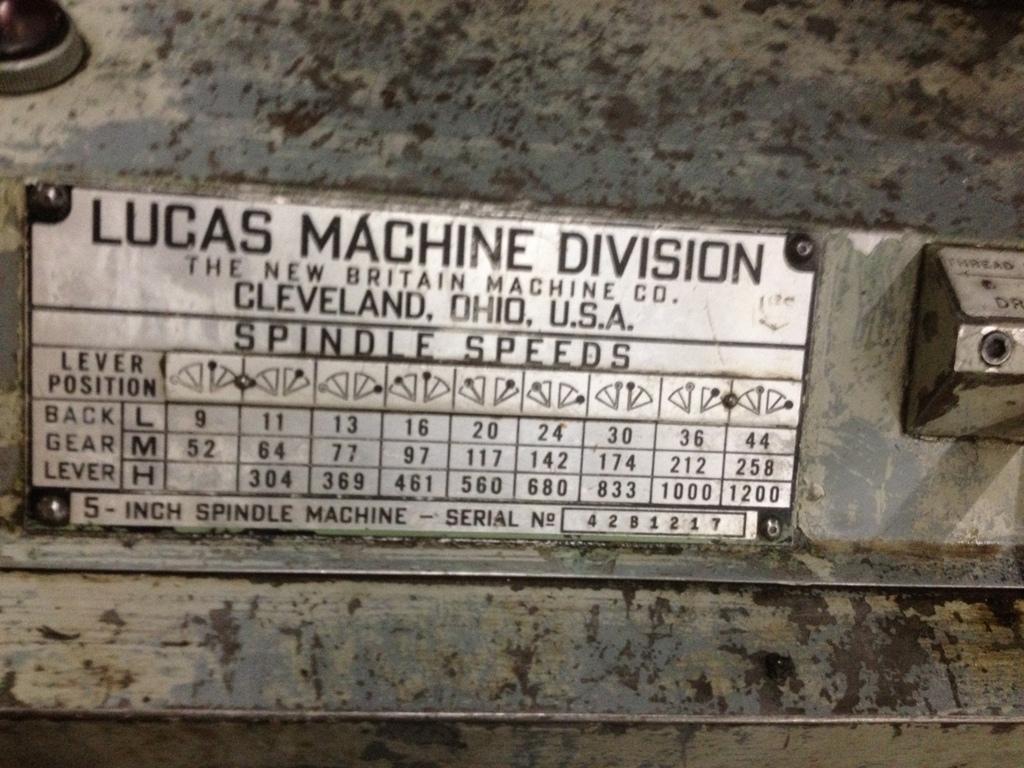 LUCAS MACHINE DIVISION
THE NEW BRITAIN MACHINE CO.
CLEVELAND, OHIO, U.S.A.
SPINDLE SPEEDS
LEVER
POSITION
BACK GEAR LEVER
L 9 11 13 16 20 24 30 36 44
M 52 64 77 97 117 142 174 212 258
H 304 369 461 560 680 833 1000 1200
5-INCH SPINDLE MACHINE - SERIAL Nº 42B1217
THREAD